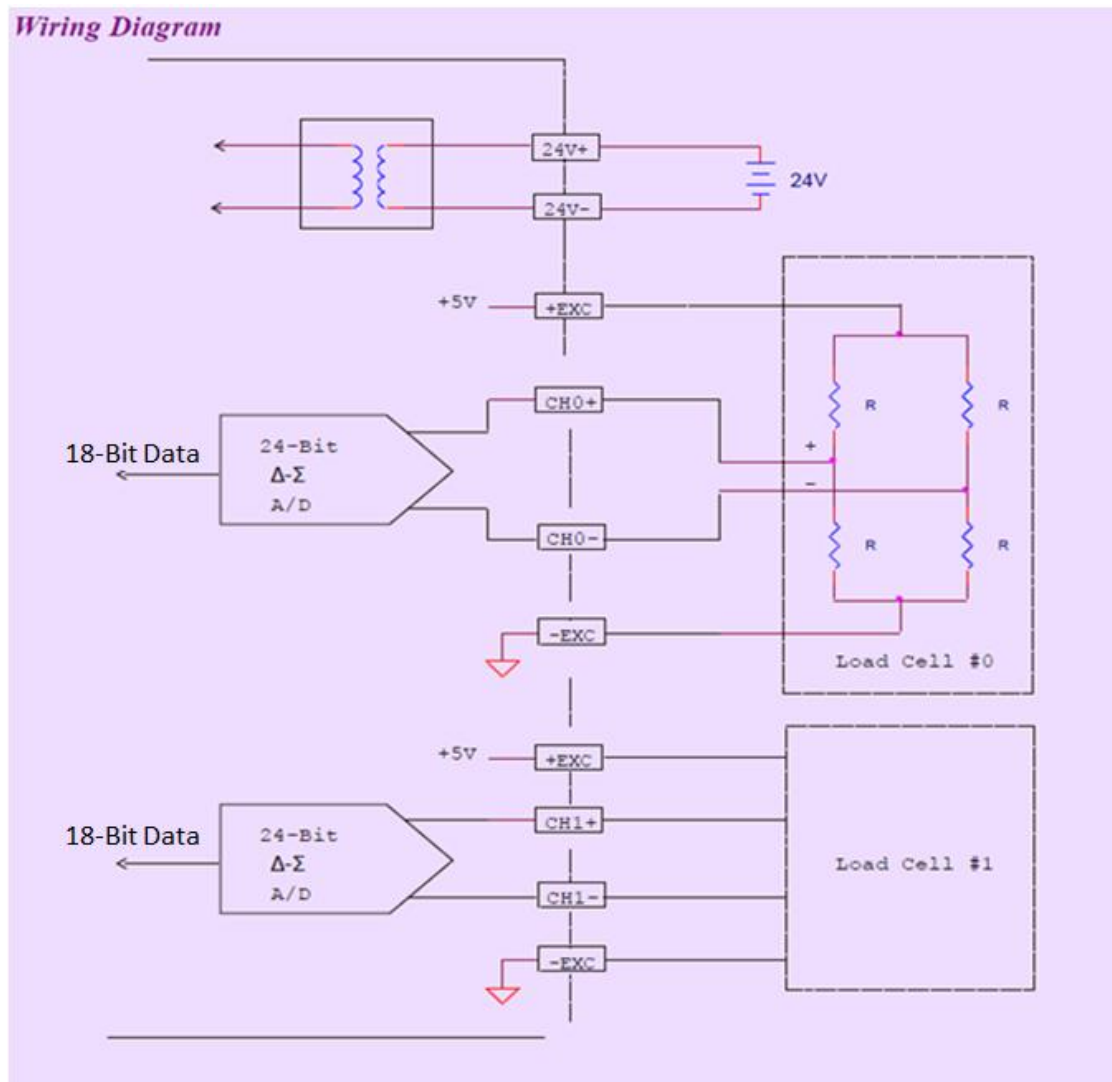 Wiring Diagram
24V+
24V
24V-
+5V
+EXC
R
R
CH0+
+
18-Bit Data
24-Bit
Δ-Σ
A/D
-
CH0-
R
R
-EXC
Load Cell #0
+5V
+EXC
CH1+
18-Bit Data
24-Bit
Δ-Σ
A/D
Load Cell #1
CH1-
-EXC